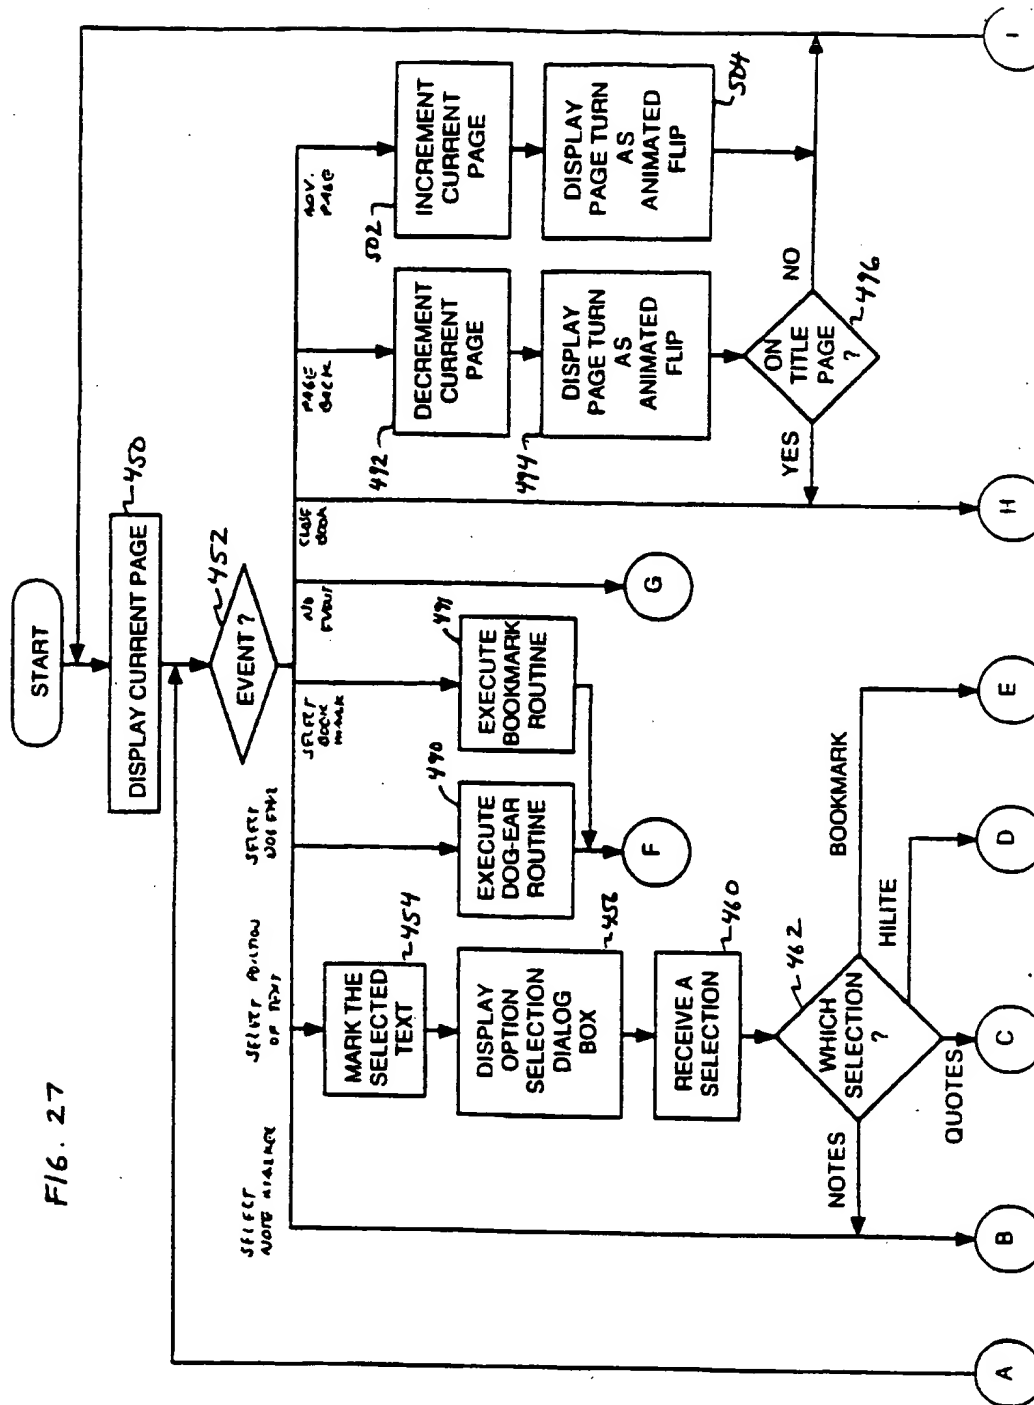 FIG. 27
START
DISPLAY CURRENT PAGE
450
EVENT?
452
SELECT
NOTE MARKER
SELECT PORTION
OF TEXT
SELECT
DOG EAR
SELECT
BOOK
MARK
NO
EVENT
CLOSE
BOOK
PAGE
BACK
ADV.
PAGE
MARK THE
SELECTED
TEXT
454
DISPLAY
OPTION
SELECTION
DIALOG
BOX
456
RECEIVE A
SELECTION
460
WHICH
SELECTION
?
462
NOTES
QUOTES
HILITE
BOOKMARK
EXECUTE
DOG-EAR
ROUTINE
490
EXECUTE
BOOKMARK
ROUTINE
491
DECREMENT
CURRENT
PAGE
492
DISPLAY
PAGE TURN
AS
ANIMATED
FLIP
494
ON
TITLE
PAGE
?
496
YES
NO
INCREMENT
CURRENT
PAGE
502
DISPLAY
PAGE TURN
AS
ANIMATED
FLIP
504
F
G
A
B
C
D
E
H
I